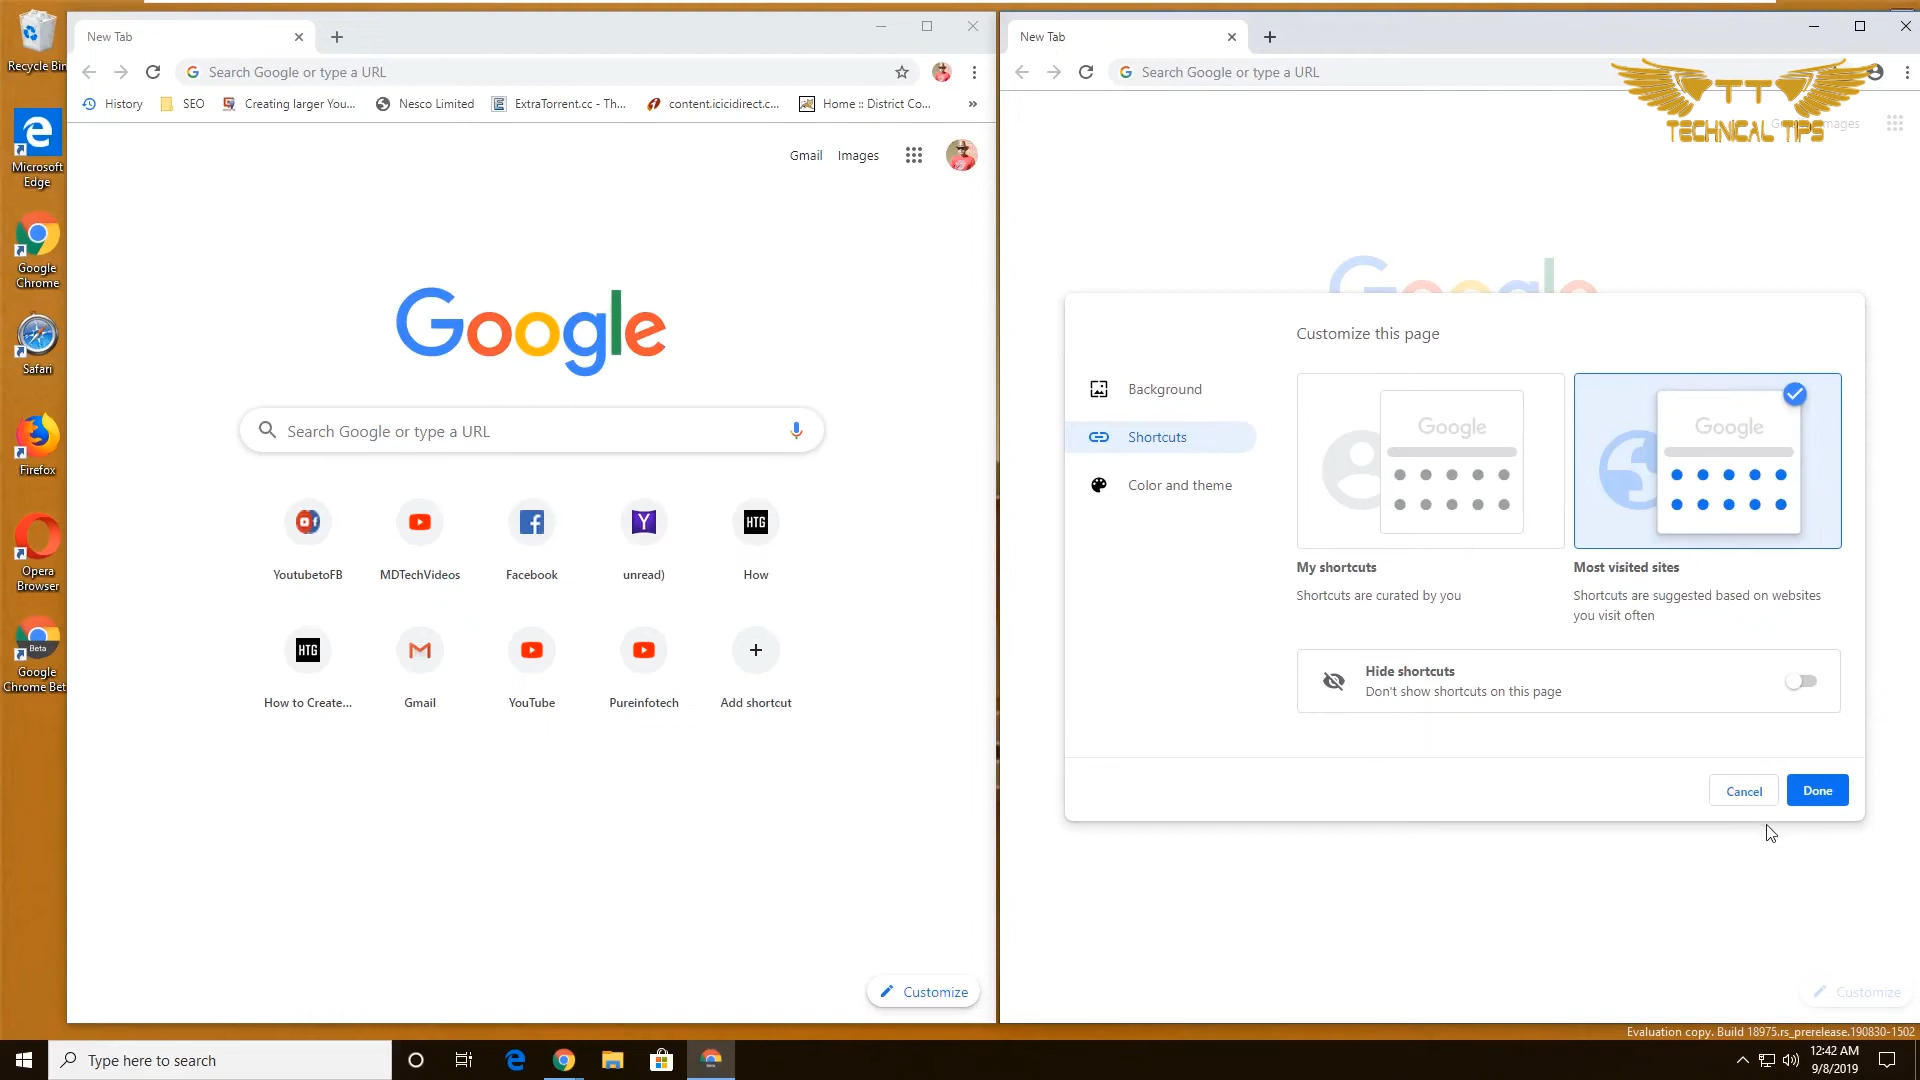 Recycle Bin
Microsoft
Edge
Google
Chrome
Safari
Firefox
Opera
Browser
Beta
Google
Chrome Bet
New Tab
Search Google or type a URL
History
SEO
Creating larger You...
Nesco Limited
ExtraTorrent.cc - Th...
content.icicidirect.c...
Home :: District Co...
»
Gmail
Images
Google
Search Google or type a URL
YoutubetoFB
MDTechVideos
Facebook
unread)
HTG
How
HTG
How to Create...
Gmail
YouTube
Pureinfotech
Add shortcut
Customize
New Tab
Search Google or type a URL
TT
TECHNICAL TIPS
Images
Google
Customize this page
Background
Shortcuts
Color and theme
Google
Google
My shortcuts
Shortcuts are curated by you
Most visited sites
Shortcuts are suggested based on websites
you visit often
Hide shortcuts
Don't show shortcuts on this page
Cancel
Done
Customize
Evaluation copy. Build 18975.rs_prerelease.190830-1502
Type here to search
12:42 AM
9/8/2019